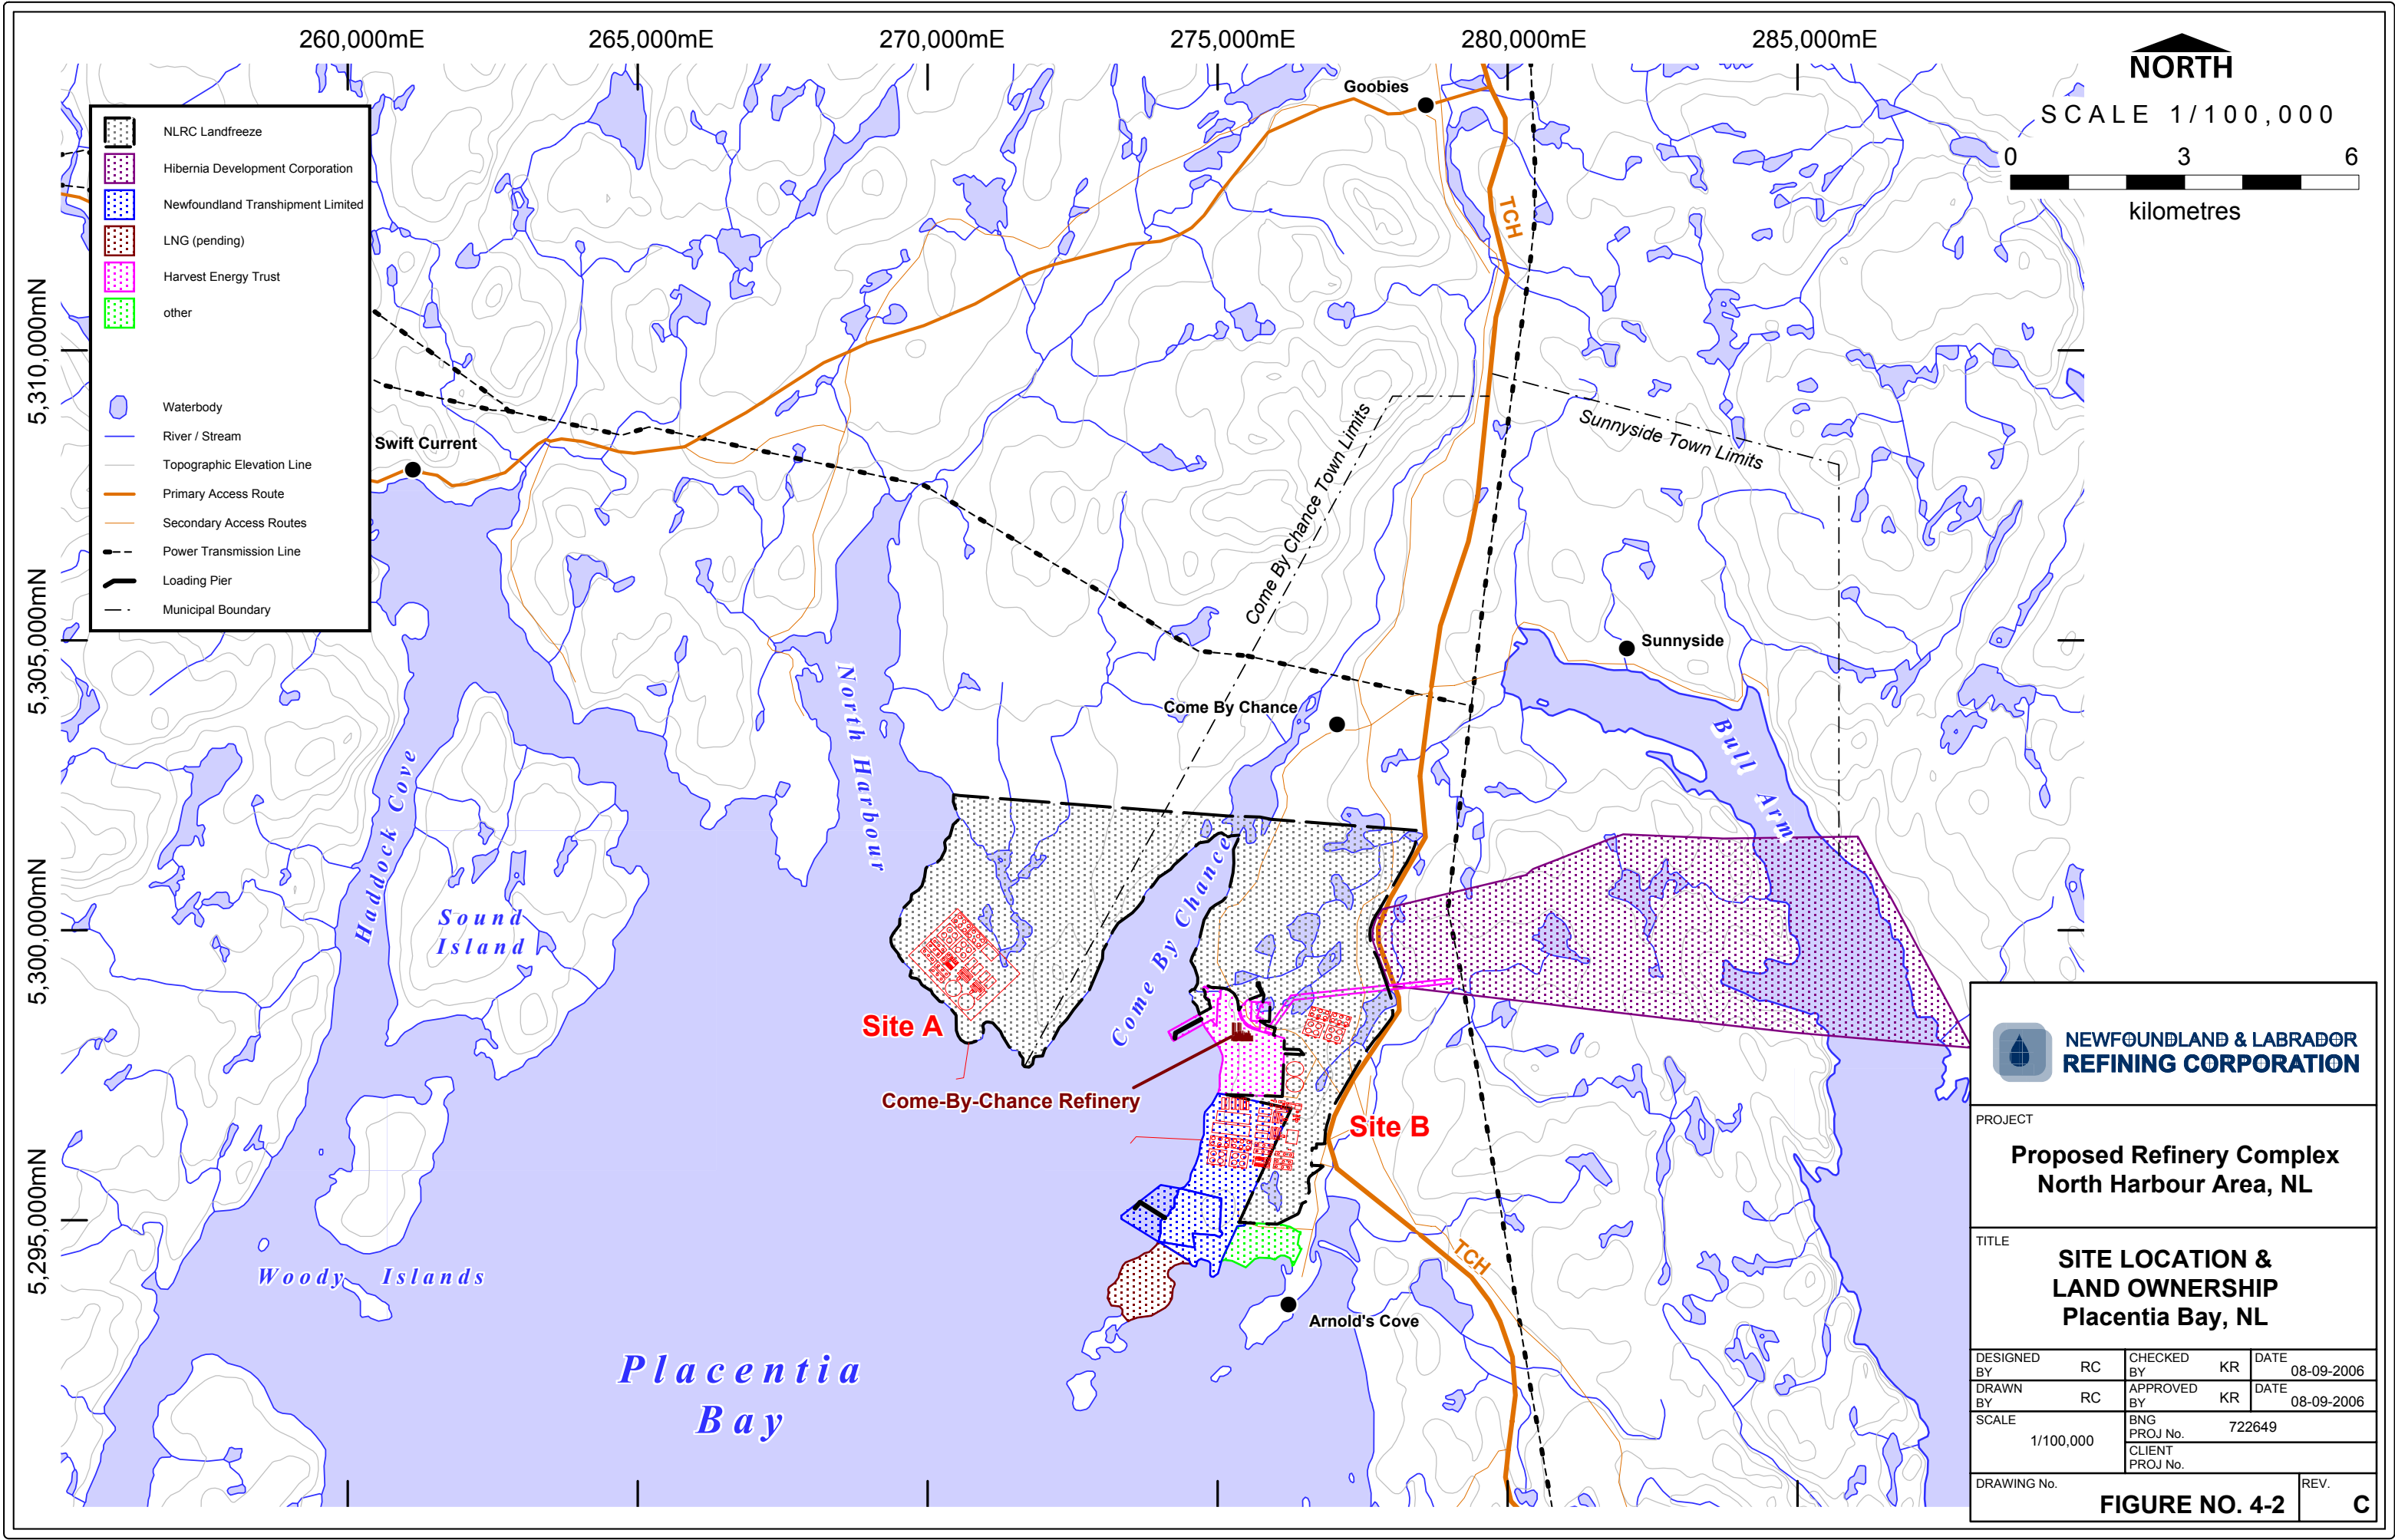 260,000mE
265,000mE
270,000mE
275,000mE
280,000mE
285,000mE
NORTH
SCALE 1/100,000
0
3
6
kilometres
5,310,000mN
5,305,000mN
5,300,000mN
5,295,000mN
NLRC Landfreeze
Hibernia Development Corporation
Newfoundland Transhipment Limited
LNG (pending)
Harvest Energy Trust
other
Waterbody
River / Stream
Topographic Elevation Line
Primary Access Route
Secondary Access Routes
Power Transmission Line
Loading Pier
Municipal Boundary
Goobies
TCH
Swift Current
Come By Chance Town Limits
Sunnyside Town Limits
Sunnyside
Come By Chance
North Harbour
Bull Arm
Haddock Cove
Sound
Island
Come By Chance
Site A
Come-By-Chance Refinery
Site B
Woody Islands
TCH
Arnold's Cove
Placentia
Bay
NEWFOUNDLAND & LABRADOR
REFINING CORPORATION
PROJECT
Proposed Refinery Complex
North Harbour Area, NL
TITLE
SITE LOCATION &
LAND OWNERSHIP
Placentia Bay, NL
DESIGNED BY RC
CHECKED BY KR
DATE 08-09-2006
DRAWN BY RC
APPROVED BY KR
DATE 08-09-2006
SCALE 1/100,000
BNG PROJ No. 722649
CLIENT PROJ No.
DRAWING No.
FIGURE NO. 4-2
REV.
C